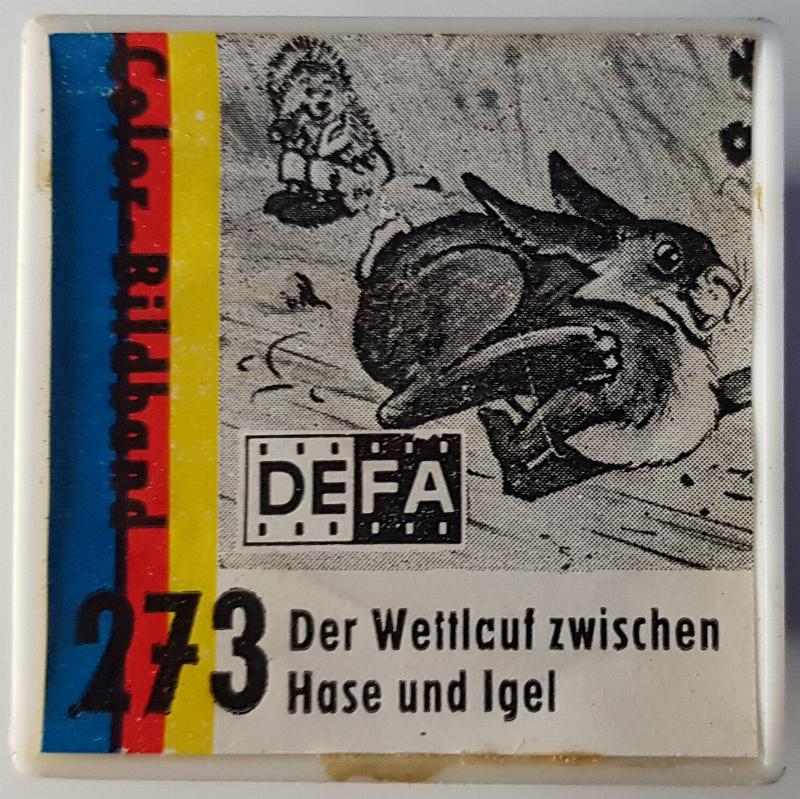 Color-Bildband
DEFA
273
Der Wettlauf zwischen
Hase und Igel